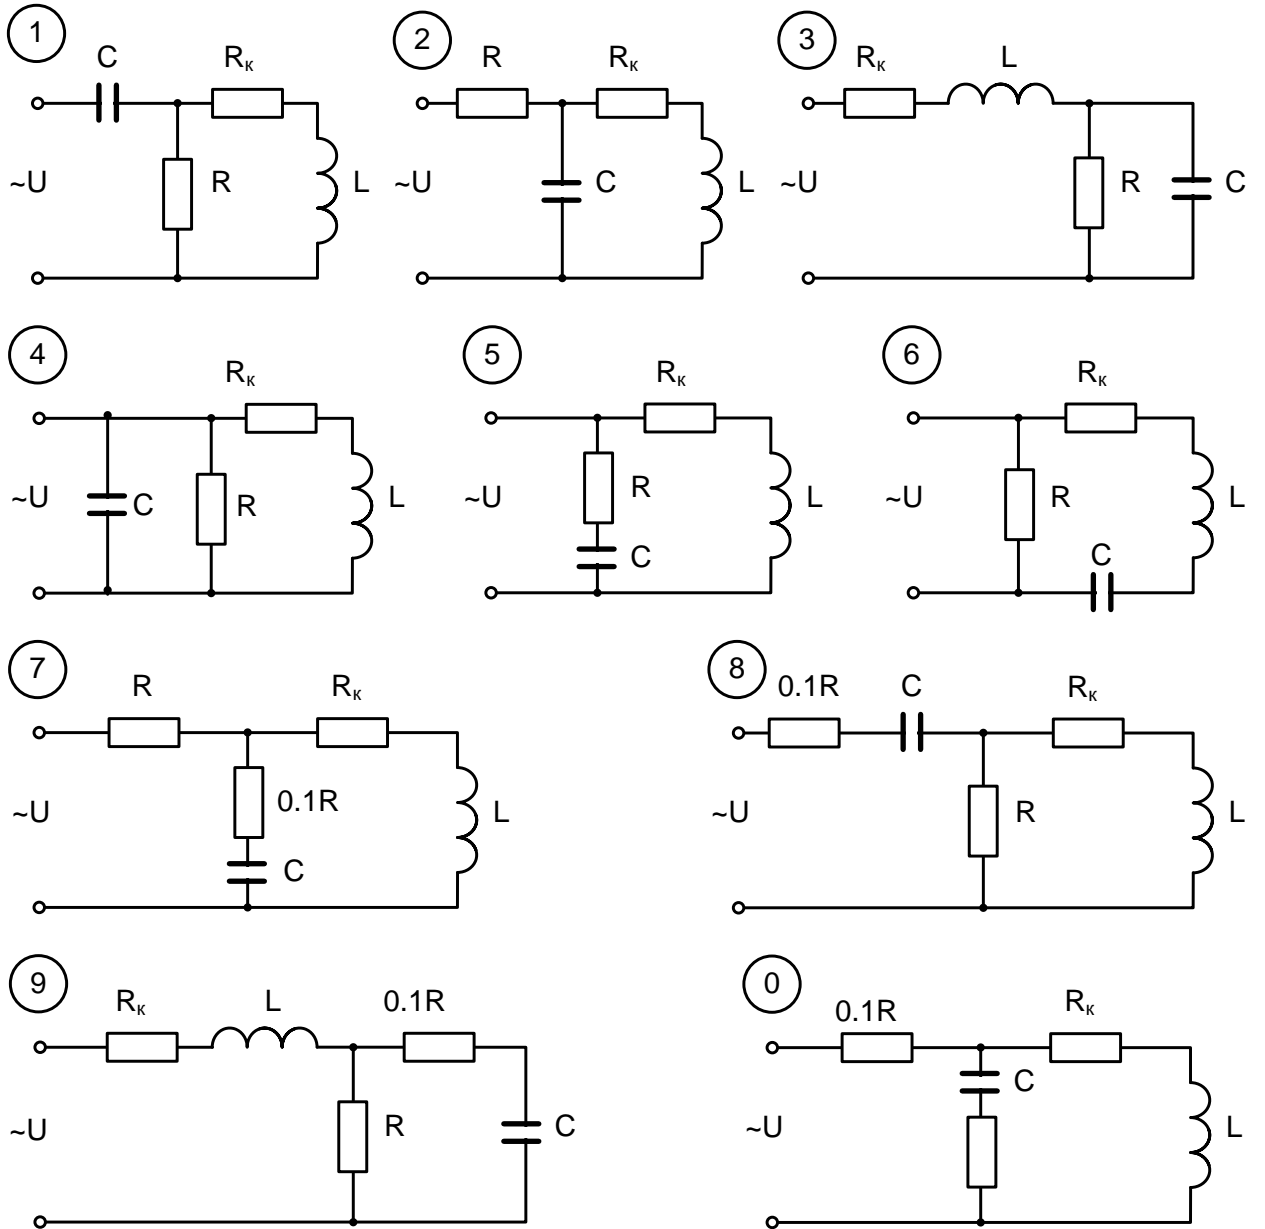 1 2 3
C Rк R Rк Rк L
~U R L ~U C L ~U R C
4 5 6
Rк Rк Rк
~U C R L ~U R L ~U R L
C C
7 8
R Rк 0.1R C Rк
~U 0.1R L ~U R L
C
9 0
Rк L 0.1R 0.1R Rк
C
~U R C ~U L